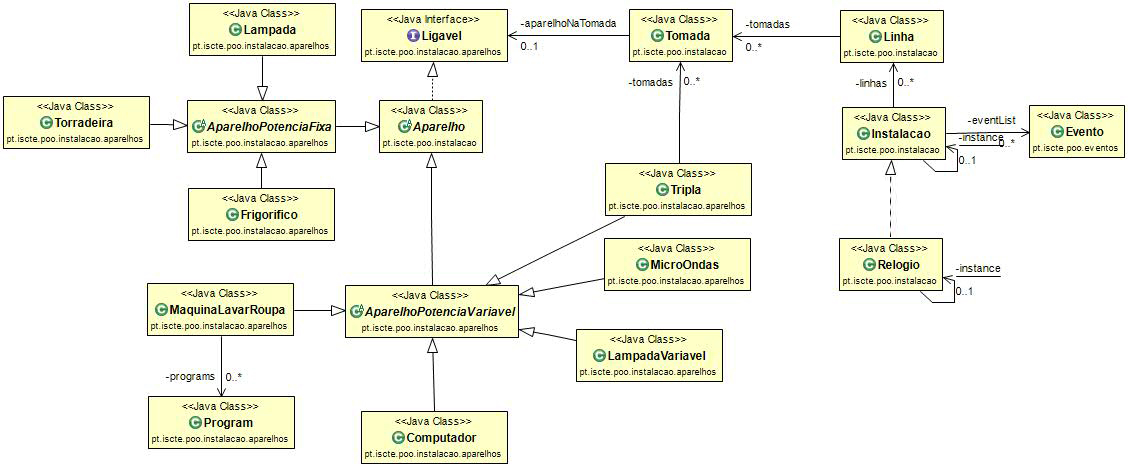 <<Java Class>>
Lampada
pt.iscte.poo.instalacao.aparelhos
<<Java Interface>>
Ligavel
pt.iscte.poo.instalacao.aparelhos
-aparelhoNaTomada
0..1
<<Java Class>>
Tomada
pt.iscte.poo.instalacao
-tomadas
0..*
<<Java Class>>
Linha
pt.iscte.poo.instalacao
-tomadas
0..*
-linhas
0..*
<<Java Class>>
Torradeira
pt.iscte.poo.instalacao.aparelhos
<<Java Class>>
AparelhoPotenciaFixa
pt.iscte.poo.instalacao.aparelhos
<<Java Class>>
Aparelho
pt.iscte.poo.instalacao
<<Java Class>>
Instalacao
pt.iscte.poo.instalacao
-eventList
-instance
0..*
0..1
<<Java Class>>
Evento
pt.iscte.poo.eventos
<<Java Class>>
Frigorifico
pt.iscte.poo.instalacao.aparelhos
<<Java Class>>
Tripla
pt.iscte.poo.instalacao.aparelhos
<<Java Class>>
MicroOndas
pt.iscte.poo.instalacao.aparelhos
<<Java Class>>
Relogio
pt.iscte.poo.instalacao
-instance
0..1
<<Java Class>>
MaquinaLavarRoupa
pt.iscte.poo.instalacao.aparelhos
<<Java Class>>
AparelhoPotenciaVariavel
pt.iscte.poo.instalacao.aparelhos
<<Java Class>>
LampadaVariavel
pt.iscte.poo.instalacao.aparelhos
-programs
0..*
<<Java Class>>
Program
pt.iscte.poo.instalacao.aparelhos
<<Java Class>>
Computador
pt.iscte.poo.instalacao.aparelhos